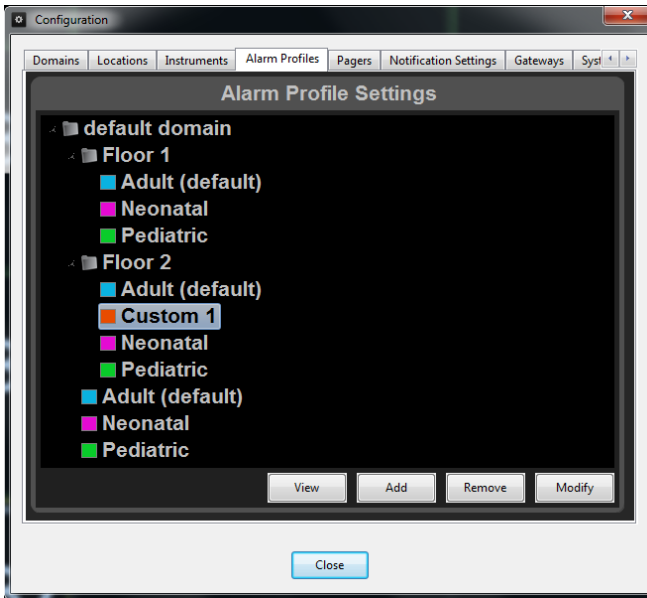 Configuration
Domains Locations Instruments Alarm Profiles Pagers Notification Settings Gateways Syst
Alarm Profile Settings
default domain
Floor 1
Adult (default)
Neonatal
Pediatric
Floor 2
Adult (default)
Custom 1
Neonatal
Pediatric
Adult (default)
Neonatal
Pediatric
View Add Remove Modify
Close